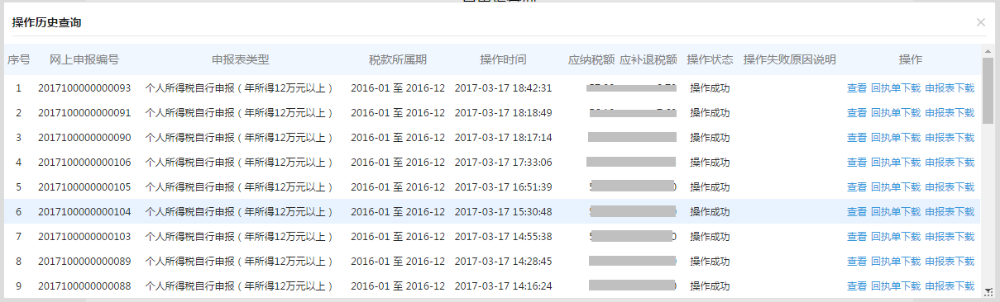 操作历史查询 ×
序号 网上申报编号 申报表类型 税款所属期 操作时间 应纳税额 应补退税额 操作状态 操作失败原因说明 操作
1 2017100000000093 个人所得税自行申报（年所得12万元以上） 2016-01 至 2016-12 2017-03-17 18:42:31 操作成功 查看 回执单下载 申报表下载
2 2017100000000091 个人所得税自行申报（年所得12万元以上） 2016-01 至 2016-12 2017-03-17 18:18:49 操作成功 查看 回执单下载 申报表下载
3 2017100000000090 个人所得税自行申报（年所得12万元以上） 2016-01 至 2016-12 2017-03-17 18:17:14 操作成功 查看 回执单下载 申报表下载
4 2017100000000106 个人所得税自行申报（年所得12万元以上） 2016-01 至 2016-12 2017-03-17 17:33:06 操作成功 查看 回执单下载 申报表下载
5 2017100000000105 个人所得税自行申报（年所得12万元以上） 2016-01 至 2016-12 2017-03-17 16:51:39 操作成功 查看 回执单下载 申报表下载
6 2017100000000104 个人所得税自行申报（年所得12万元以上） 2016-01 至 2016-12 2017-03-17 15:30:48 操作成功 查看 回执单下载 申报表下载
7 2017100000000103 个人所得税自行申报（年所得12万元以上） 2016-01 至 2016-12 2017-03-17 14:55:38 操作成功 查看 回执单下载 申报表下载
8 2017100000000089 个人所得税自行申报（年所得12万元以上） 2016-01 至 2016-12 2017-03-17 14:28:45 操作成功 查看 回执单下载 申报表下载
9 2017100000000088 个人所得税自行申报（年所得12万元以上） 2016-01 至 2016-12 2017-03-17 14:16:24 操作成功 查看 回执单下载 申报表下载